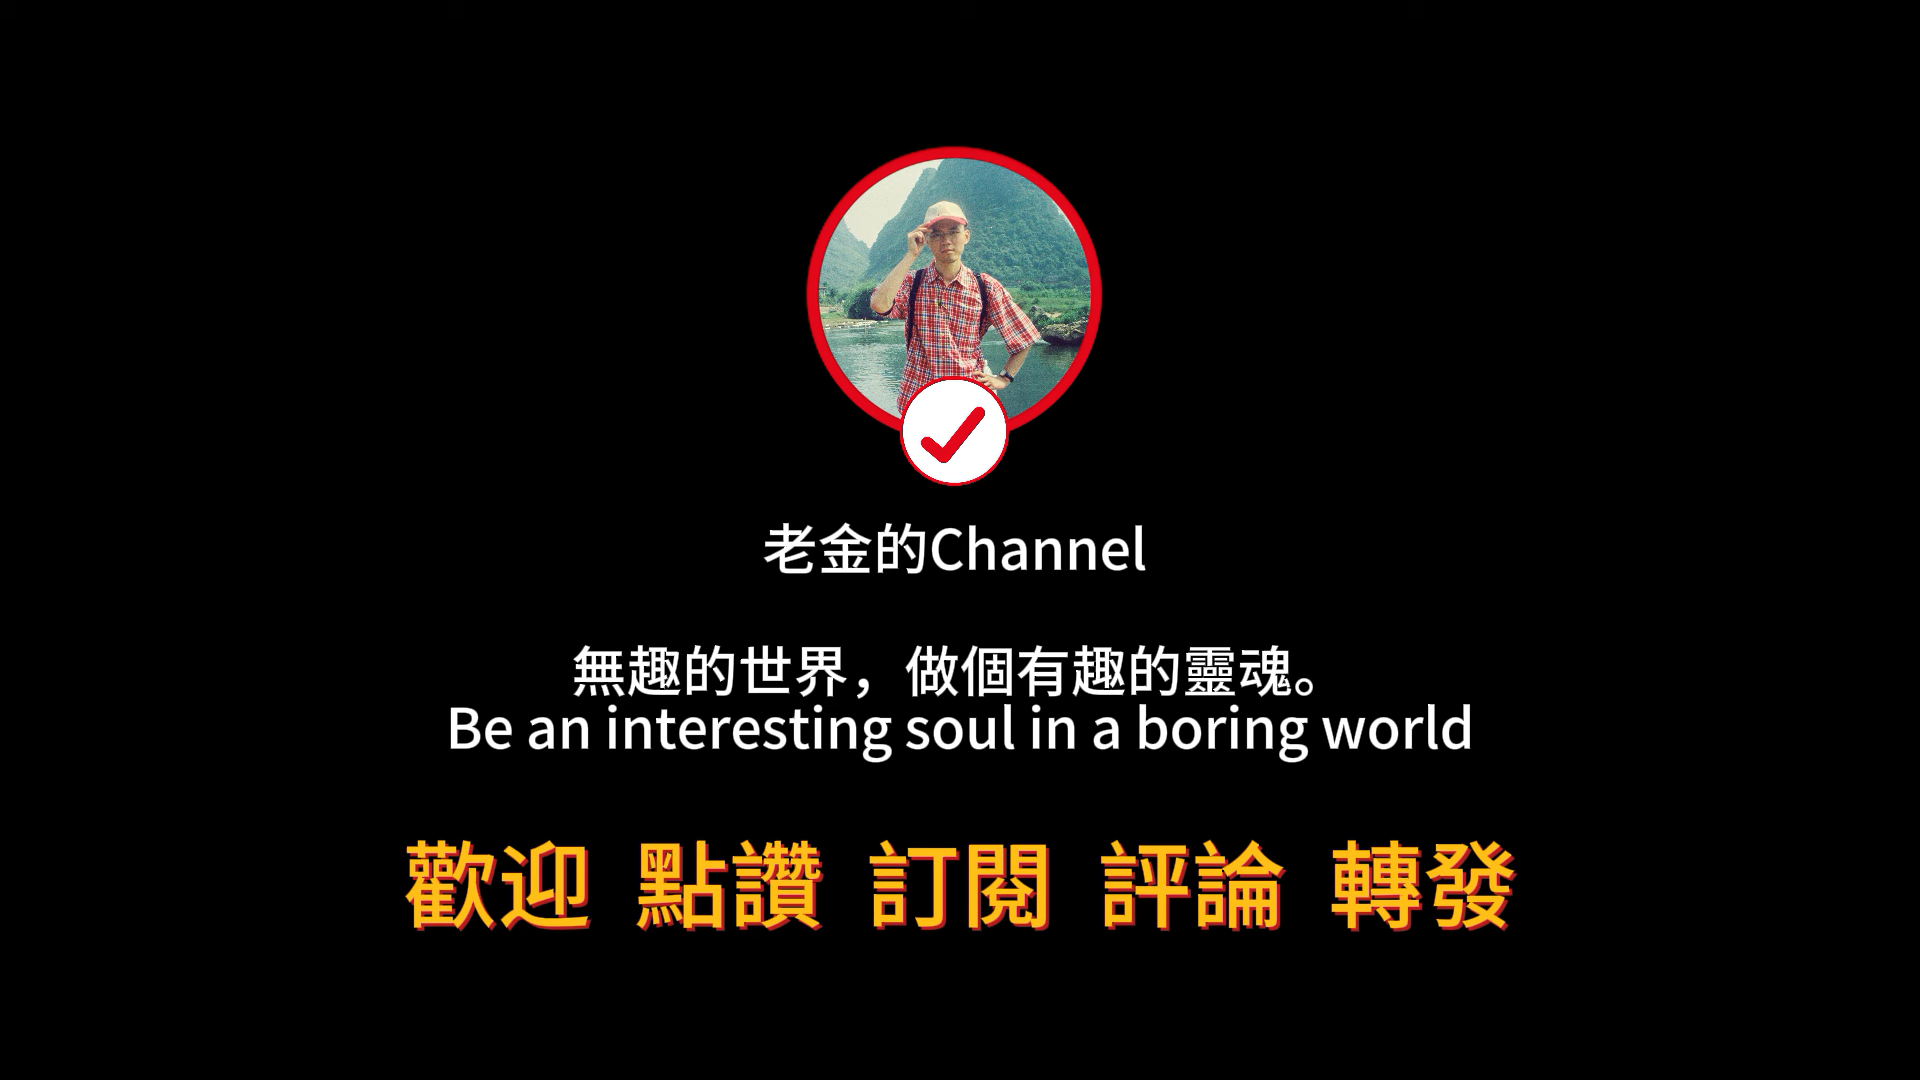 老金的Channel
無趣的世界，做個有趣的靈魂。
Be an interesting soul in a boring world
歡迎 點讚 訂閱 評論 轉發